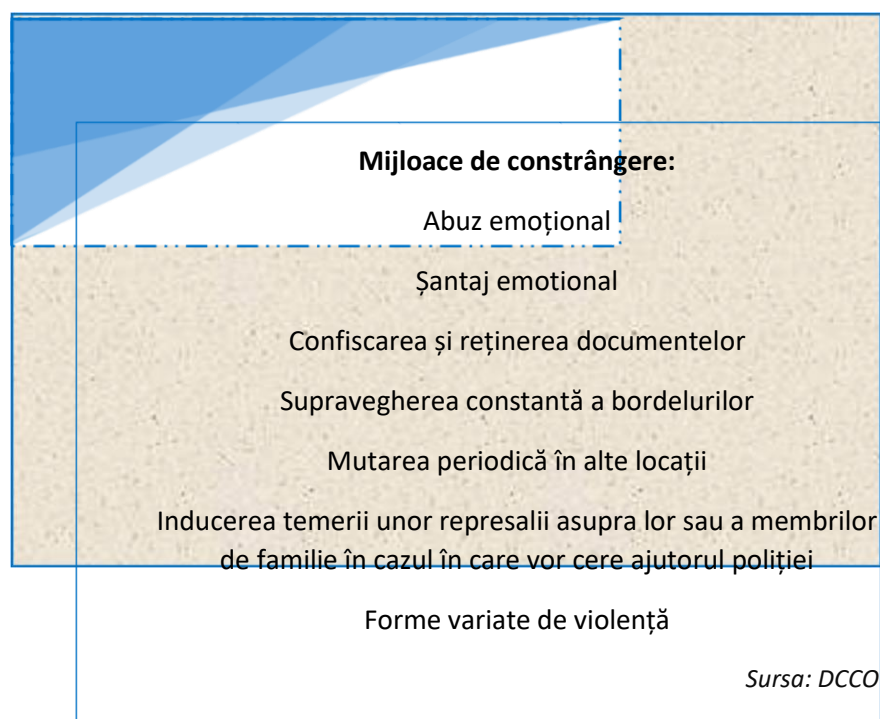 Mijloace de constrângere:
Abuz emoțional
Șantaj emotional
Confiscarea și reținerea documentelor
Supravegherea constantă a bordelurilor
Mutarea periodică în alte locații
Inducerea temerii unor represalii asupra lor sau a membrilor
de familie în cazul în care vor cere ajutorul poliției
Forme variate de violență
Sursa: DCCO